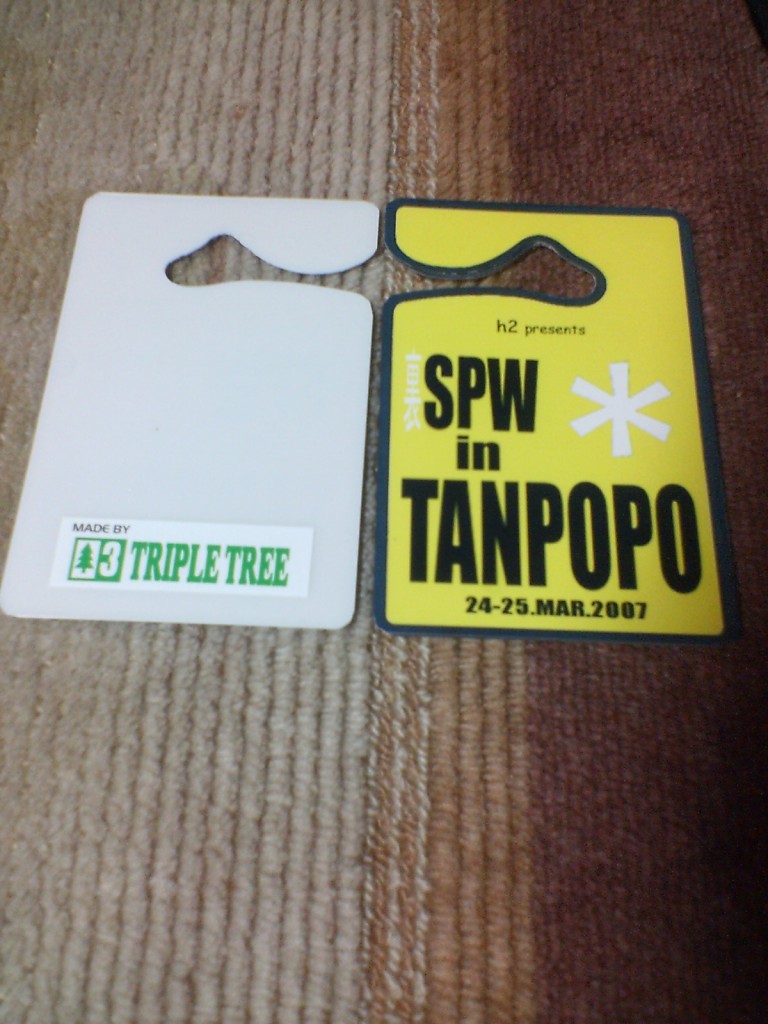 MADE BY
3 TRIPLE TREE
h2 presents
SPW
in
TANPOPO
24-25.MAR.2007